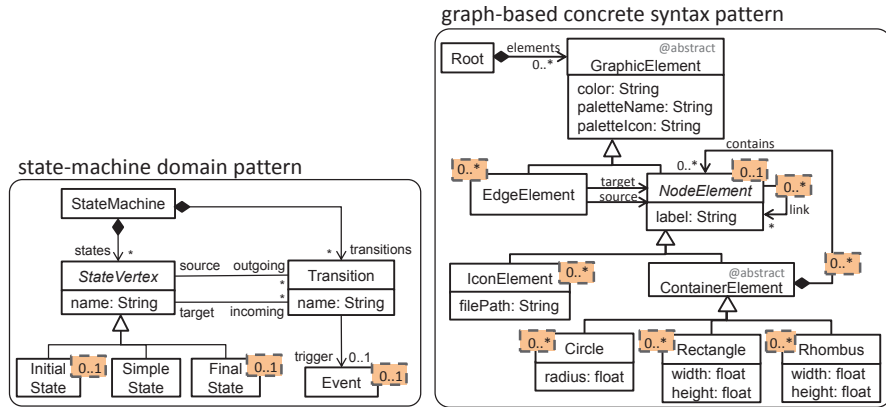 state-machine domain pattern
StateMachine
states
*
*
transitions
StateVertex
name: String
source
outgoing
*
target
*
incoming
Transition
name: String
Initial
State
0..1
Simple
State
Final
State
0..1
trigger
0..1
Event
0..1
graph-based concrete syntax pattern
Root
elements
0..*
@abstract
GraphicElement
color: String
paletteName: String
paletteIcon: String
contains
0..*
EdgeElement
target
source
0..*
0..1
NodeElement
label: String
0..*
link
*
IconElement
0..*
filePath: String
@abstract
ContainerElement
0..*
0..*
Circle
radius: float
0..*
Rectangle
width: float
height: float
0..*
Rhombus
width: float
height: float